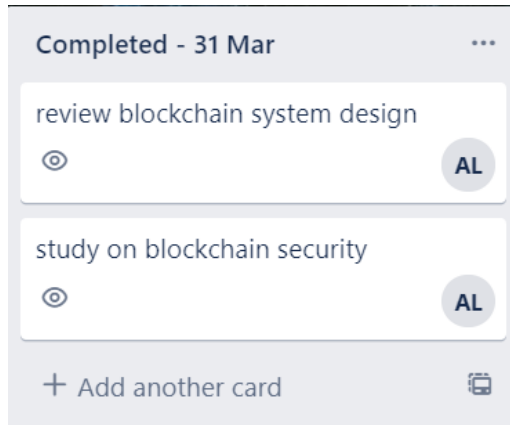 Completed - 31 Mar
review blockchain system design
AL
study on blockchain security
AL
Add another card